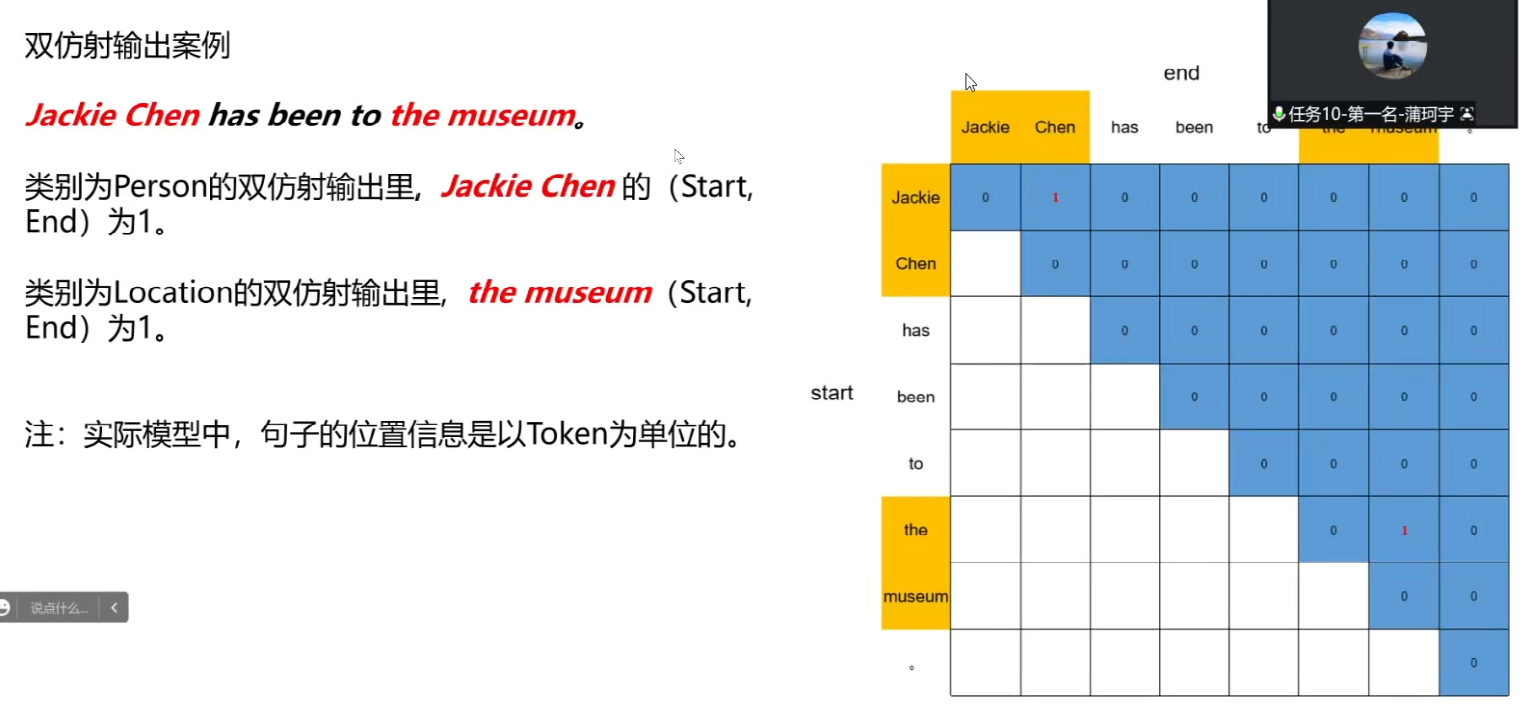 双仿射输出案例
Jackie Chen has been to the museum。
类别为Person的双仿射输出里，Jackie Chen 的（Start,
End）为1。
类别为Location的双仿射输出里，the museum（Start,
End）为1。
注：实际模型中，句子的位置信息是以Token为单位的。
说点什么...
任务10-第一名-蒲珂宇
end
Jackie Chen has been to the museum 。
start
Jackie 0 1 0 0 0 0 0 0
Chen 0 0 0 0 0 0 0
has 0 0 0 0 0 0
been 0 0 0 0 0
to 0 0 0 0
the 0 1 0
museum 0 0
。 0